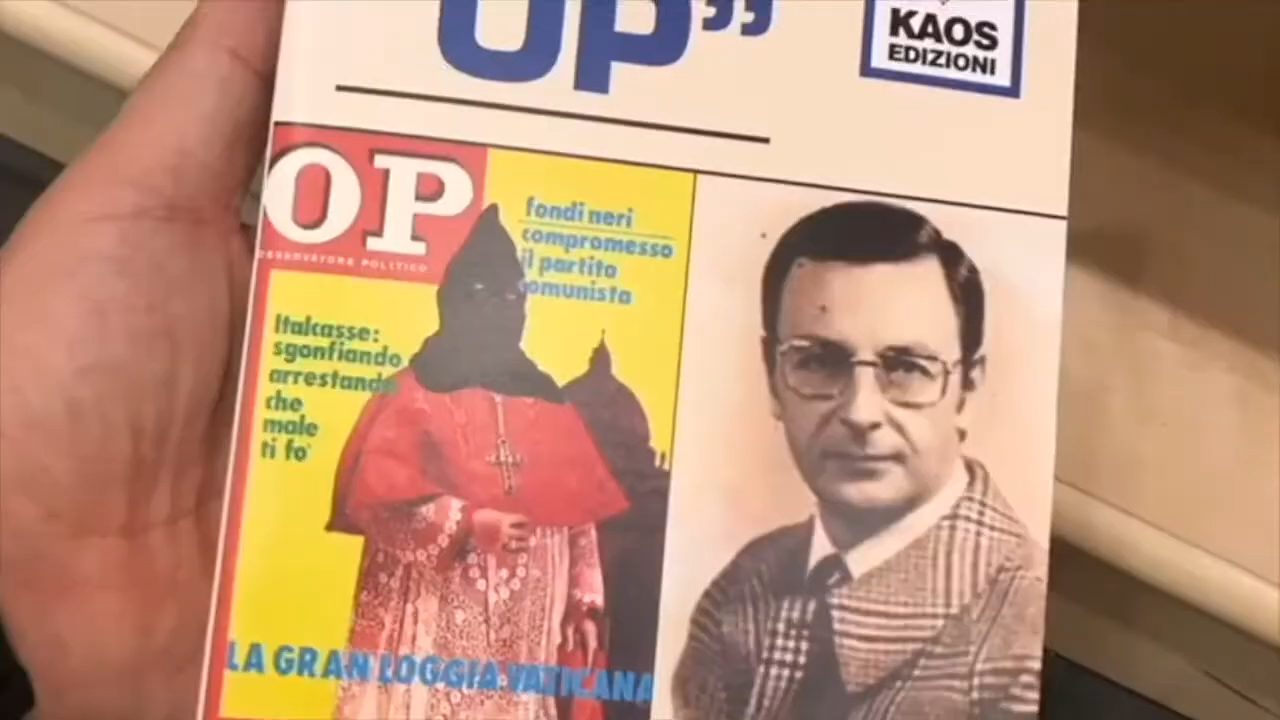 OP”
KAOS
EDIZIONI
OP
OSSERVATORE POLITICO
fondi neri
compromesso
il partito
comunista
Italcasse:
sgonfiando
arrestando
che
male
ti fo'
LA GRAN LOGGIA VATICANA